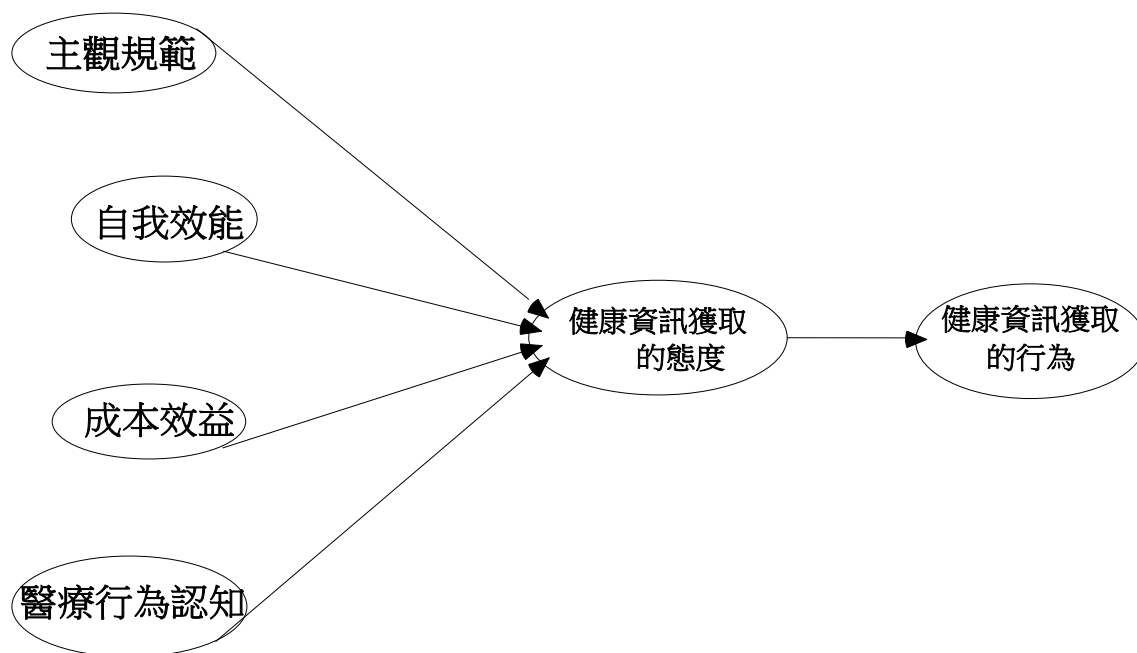 主觀規範
自我效能
成本效益
醫療行為認知
健康資訊獲取
的態度
健康資訊獲取
的行為